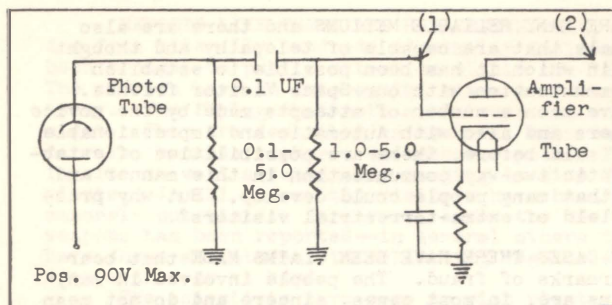 (1)
(2)
Photo
Tube
0.1 UF
Ampli-
fier
Tube
0.1-
5.0
Meg.
1.0-5.0
Meg.
Pos. 90V Max.